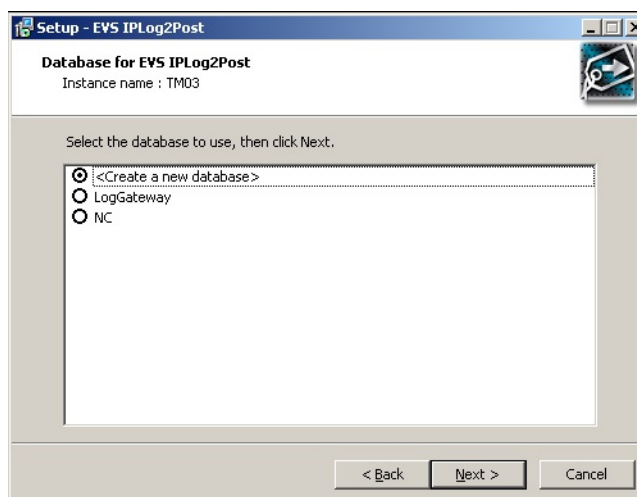 Setup - EVS IPLog2Post
Database for EVS IPLog2Post
Instance name : TM03
Select the database to use, then click Next.
<Create a new database>
LogGateway
NC
< Back
Next >
Cancel